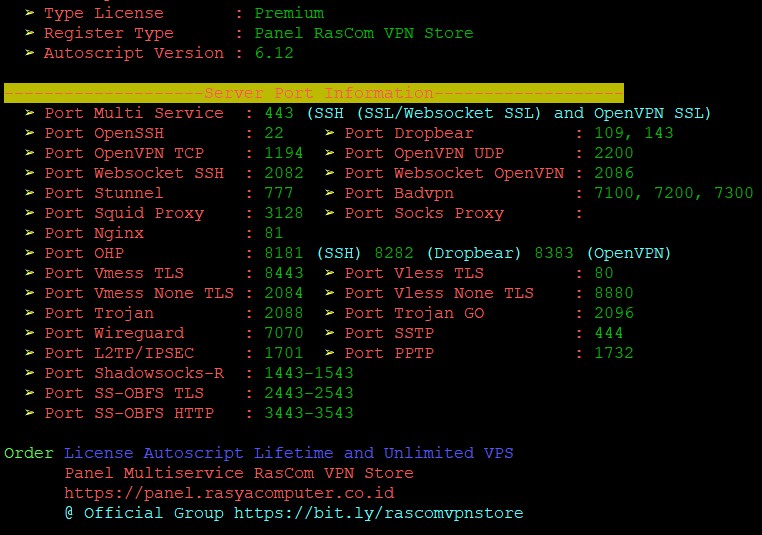 ➢ Type License : Premium
➢ Register Type : Panel RasCom VPN Store
➢ Autoscript Version : 6.12
--------------------Server Port Information-------------------
➢ Port Multi Service : 443 (SSH (SSL/Websocket SSL) and OpenVPN SSL)
➢ Port OpenSSH : 22 ➢ Port Dropbear : 109, 143
➢ Port OpenVPN TCP : 1194 ➢ Port OpenVPN UDP : 2200
➢ Port Websocket SSH : 2082 ➢ Port Websocket OpenVPN : 2086
➢ Port Stunnel : 777 ➢ Port Badvpn : 7100, 7200, 7300
➢ Port Squid Proxy : 3128 ➢ Port Socks Proxy :
➢ Port Nginx : 81
➢ Port OHP : 8181 (SSH) 8282 (Dropbear) 8383 (OpenVPN)
➢ Port Vmess TLS : 8443 ➢ Port Vless TLS : 80
➢ Port Vmess None TLS : 2084 ➢ Port Vless None TLS : 8880
➢ Port Trojan : 2088 ➢ Port Trojan GO : 2096
➢ Port Wireguard : 7070 ➢ Port SSTP : 444
➢ Port L2TP/IPSEC : 1701 ➢ Port PPTP : 1732
➢ Port Shadowsocks-R : 1443-1543
➢ Port SS-OBFS TLS : 2443-2543
➢ Port SS-OBFS HTTP : 3443-3543
Order License Autoscript Lifetime and Unlimited VPS
Panel Multiservice RasCom VPN Store
https://panel.rasyacomputer.co.id
@ Official Group https://bit.ly/rascomvpnstore